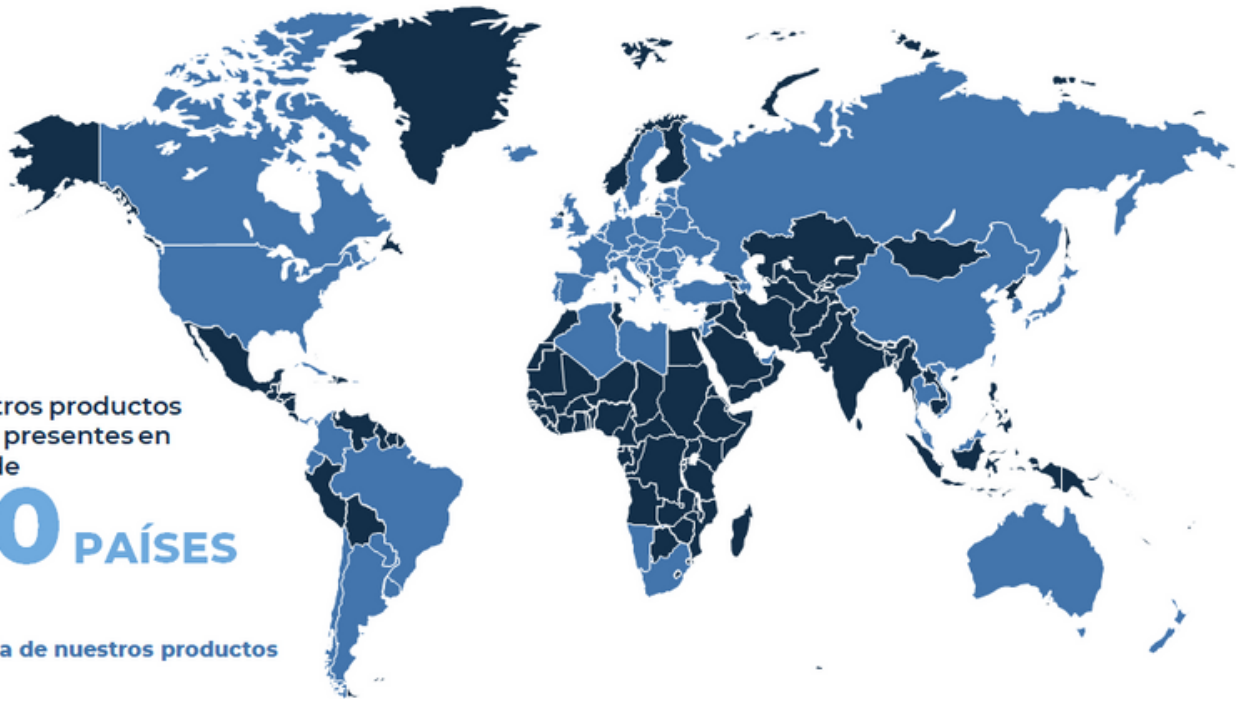 tros productos
presentes en
le
0 PAÍSES
a de nuestros productos